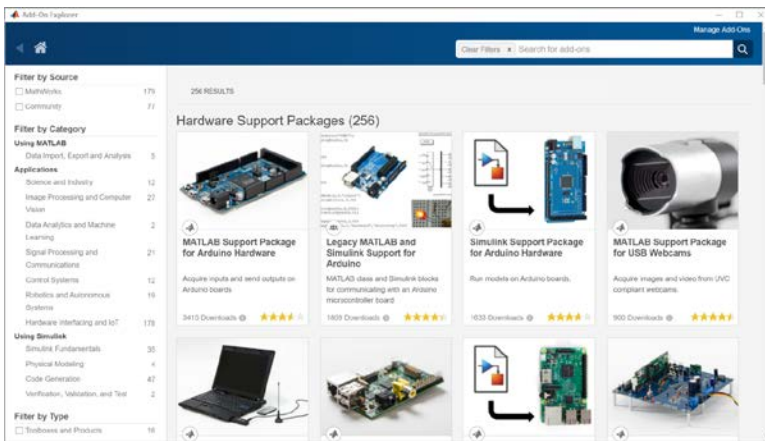 Add-On Explorer
Manage Add-Ons
Clear Filters x Search for add-ons
Filter by Source
MathWorks 179
Community 77
Filter by Category
Using MATLAB
Data Import, Export and Analysis 5
Applications
Science and Industry 12
Image Processing and Computer
Vision 27
Data Analytics and Machine
Learning 2
Signal Processing and
Communications 21
Control Systems 12
Robotics and Autonomous
Systems 19
Hardware Interfacing and IoT 178
Using Simulink
Simulink Fundamentals 35
Physical Modeling 4
Code Generation 47
Verification, Validation, and Test 2
Filter by Type
Toolboxes and Products 18
256 RESULTS
Hardware Support Packages (256)
MATLAB Support Package
for Arduino Hardware
Acquire inputs and send outputs on
Arduino boards
3410 Downloads
Legacy MATLAB and
Simulink Support for
Arduino
MATLAB class and Simulink blocks
for communicating with an Arduino
microcontroller board
1809 Downloads
Simulink Support Package
for Arduino Hardware
Run models on Arduino boards.
1633 Downloads
MATLAB Support Package
for USB Webcams
Acquire images and video from UVC
compliant webcams.
900 Downloads